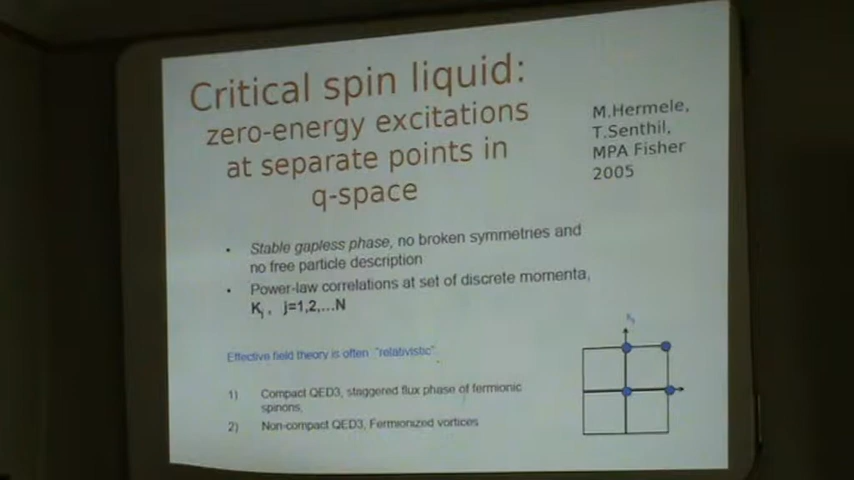 Critical spin liquid:
zero-energy excitations
at separate points in
q-space
M.Hermele,
T.Senthil,
MPA Fisher
2005
• Stable gapless phase, no broken symmetries and
no free particle description
• Power-law correlations at set of discrete momenta,
Kj , j=1,2,...N
Effective field theory is often "relativistic".
1) Compact QED3, staggered flux phase of fermionic
spinons,
2) Non-compact QED3, Fermionized vortices